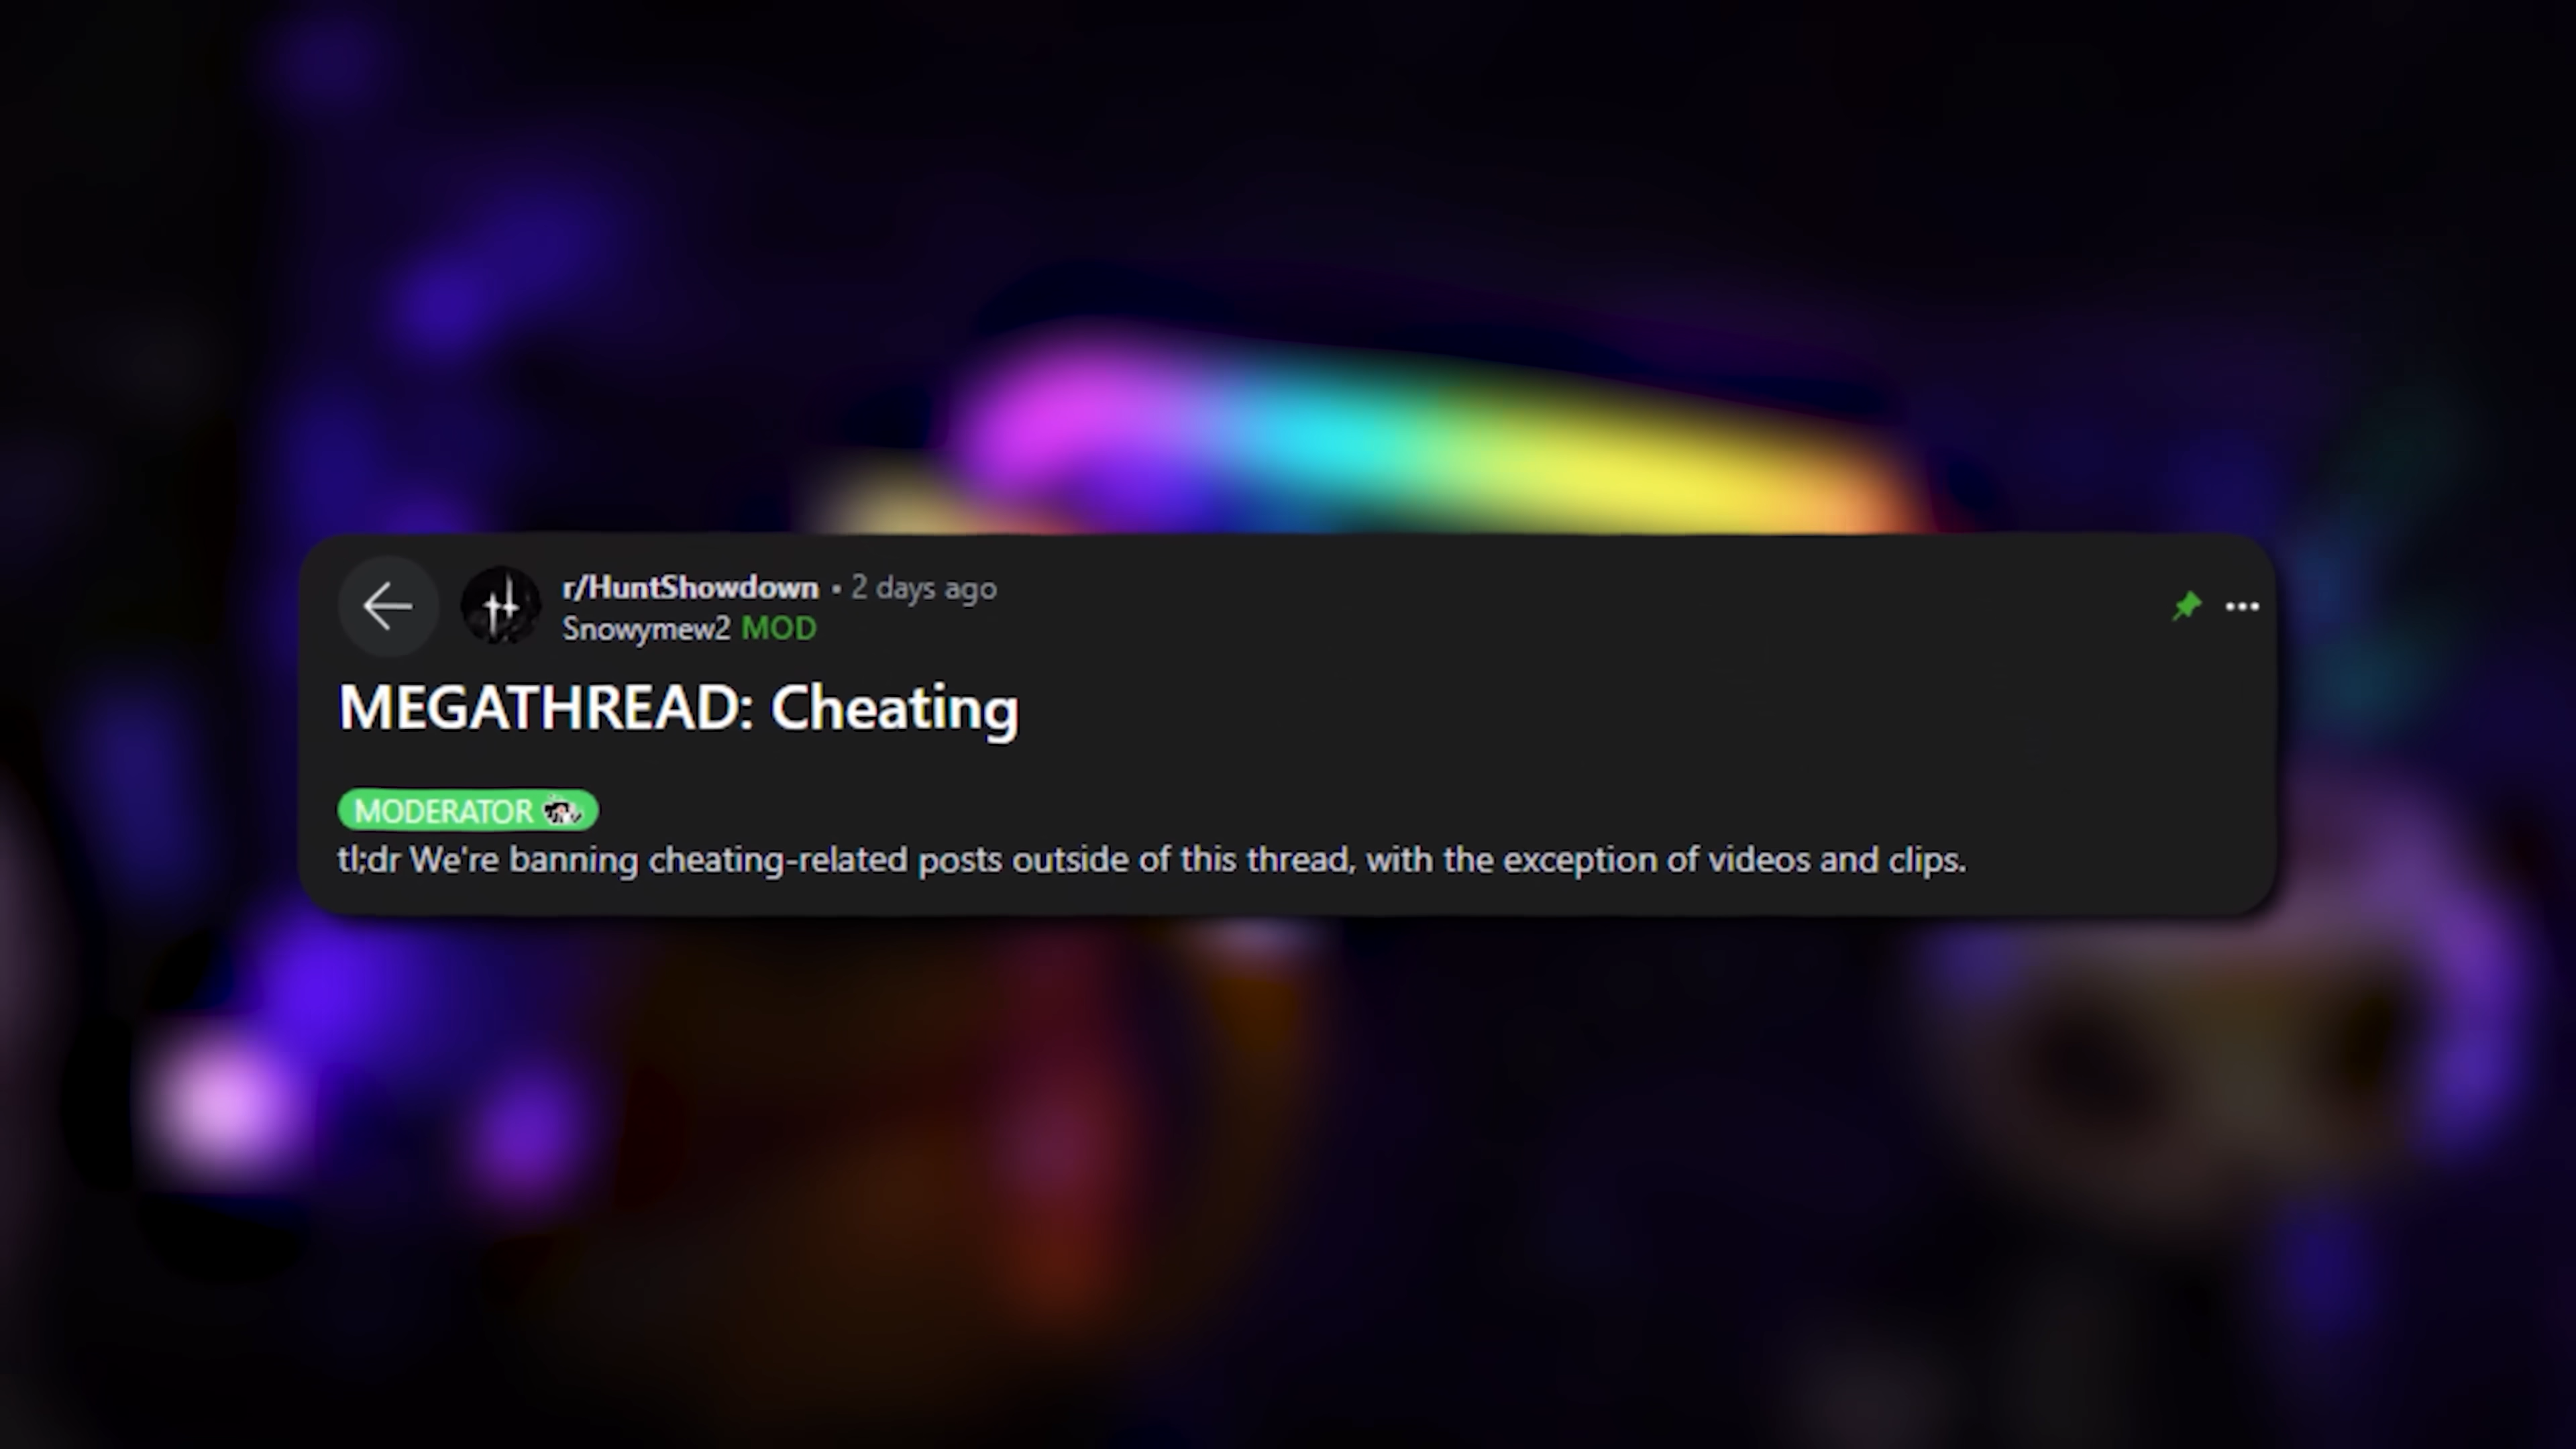 r/HuntShowdown • 2 days ago
Snowymew2 MOD
MEGATHREAD: Cheating
MODERATOR
tl;dr We're banning cheating-related posts outside of this thread, with the exception of videos and clips.